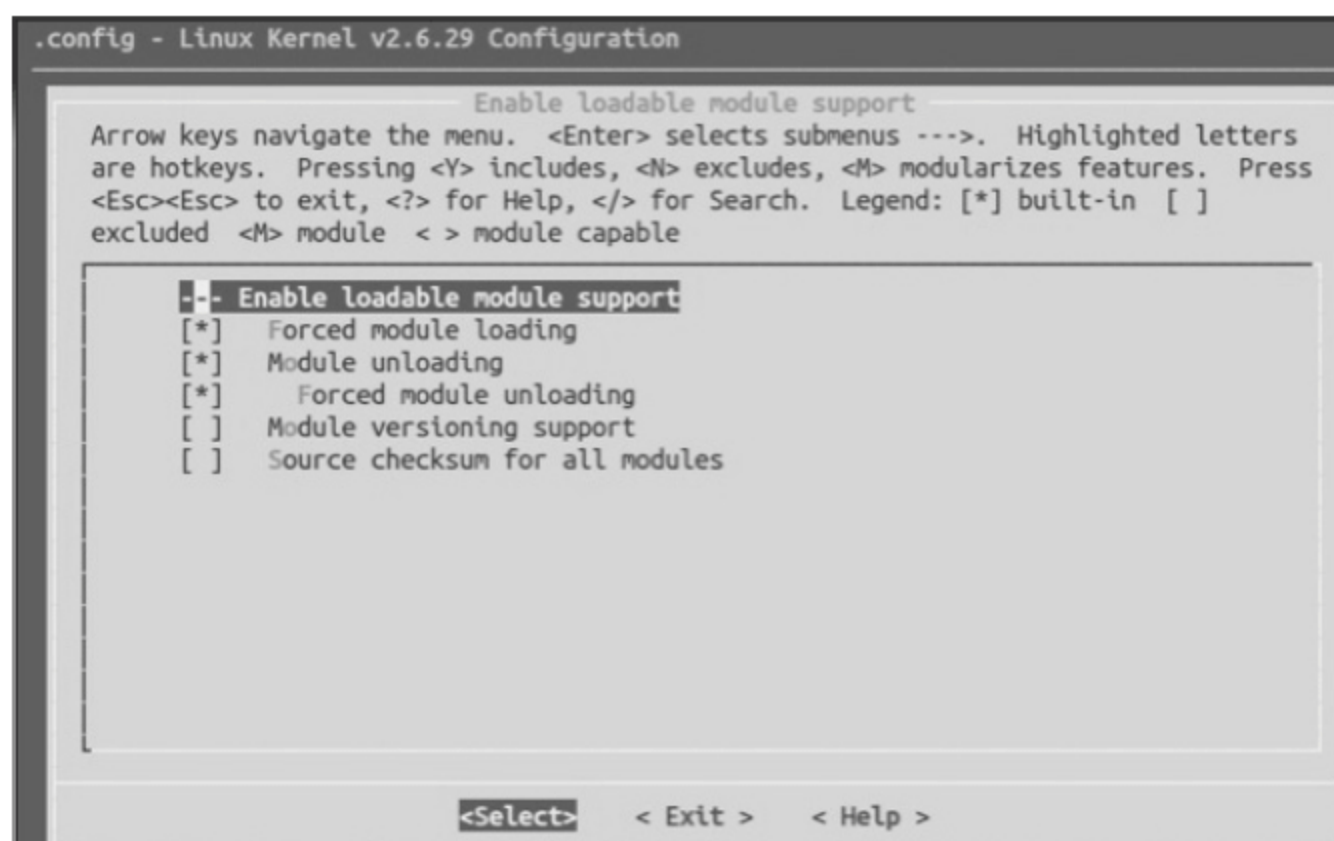 .config - Linux Kernel v2.6.29 Configuration
Enable loadable module support
Arrow keys navigate the menu.  <Enter> selects submenus --->.  Highlighted letters
are hotkeys.  Pressing <Y> includes, <N> excludes, <M> modularizes features.  Press
<Esc><Esc> to exit, <?> for Help, </> for Search.  Legend: [*] built-in  [ ]
excluded  <M> module  < > module capable
--- Enable loadable module support
[*]   Forced module loading
[*]   Module unloading
[*]     Forced module unloading
[ ]   Module versioning support
[ ]   Source checksum for all modules
<Select>    < Exit >    < Help >